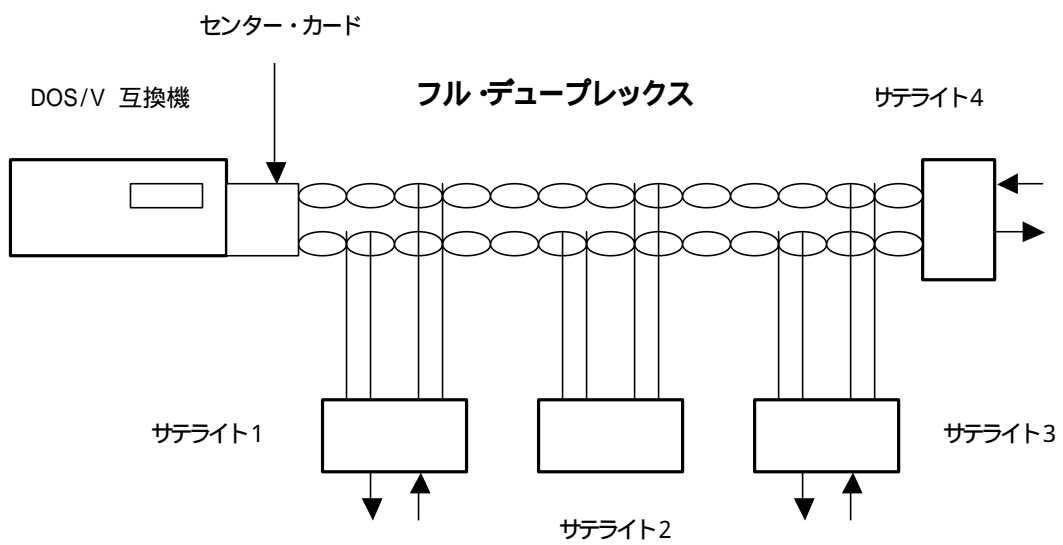 センター・カード
DOS/V 互換機
フル・デュープレックス
サテライト4
サテライト1
サテライト3
サテライト2